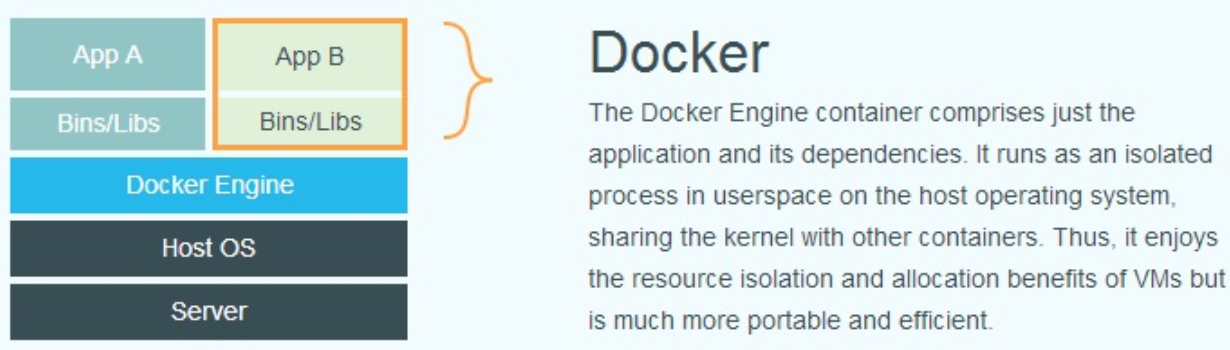 App A
App B
Bins/Libs
Bins/Libs
Docker Engine
Host OS
Server
Docker
The Docker Engine container comprises just the
application and its dependencies. It runs as an isolated
process in userspace on the host operating system,
sharing the kernel with other containers. Thus, it enjoys
the resource isolation and allocation benefits of VMs but
is much more portable and efficient.